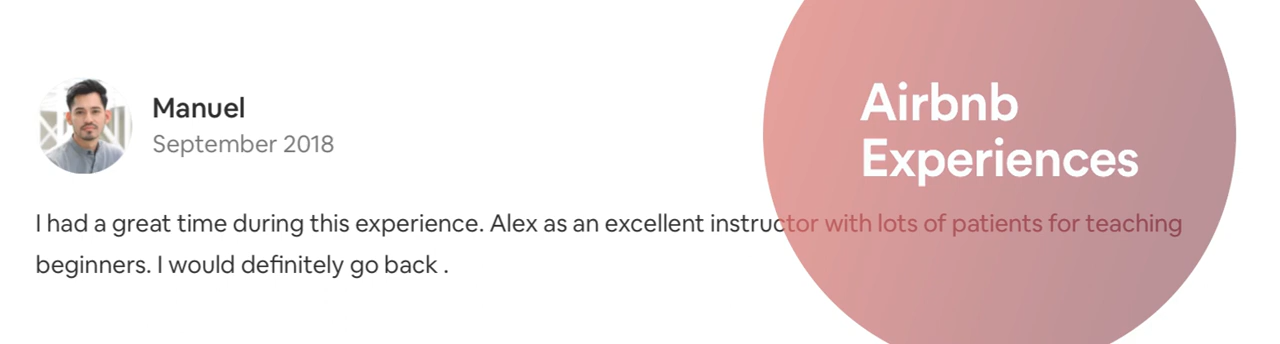 Manuel
September 2018
Airbnb
Experiences
I had a great time during this experience. Alex as an excellent instructor with lots of patients for teaching
beginners. I would definitely go back .